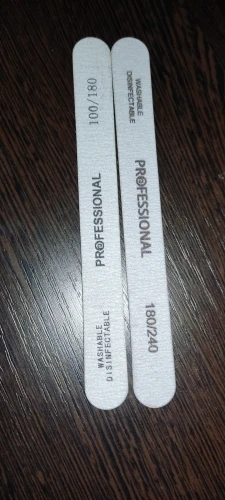 100/180
PROFESSIONAL
WASHABLE
DISINFECTABLE
WASHABLE
DISINFECTABLE
PROFESSIONAL
180/240